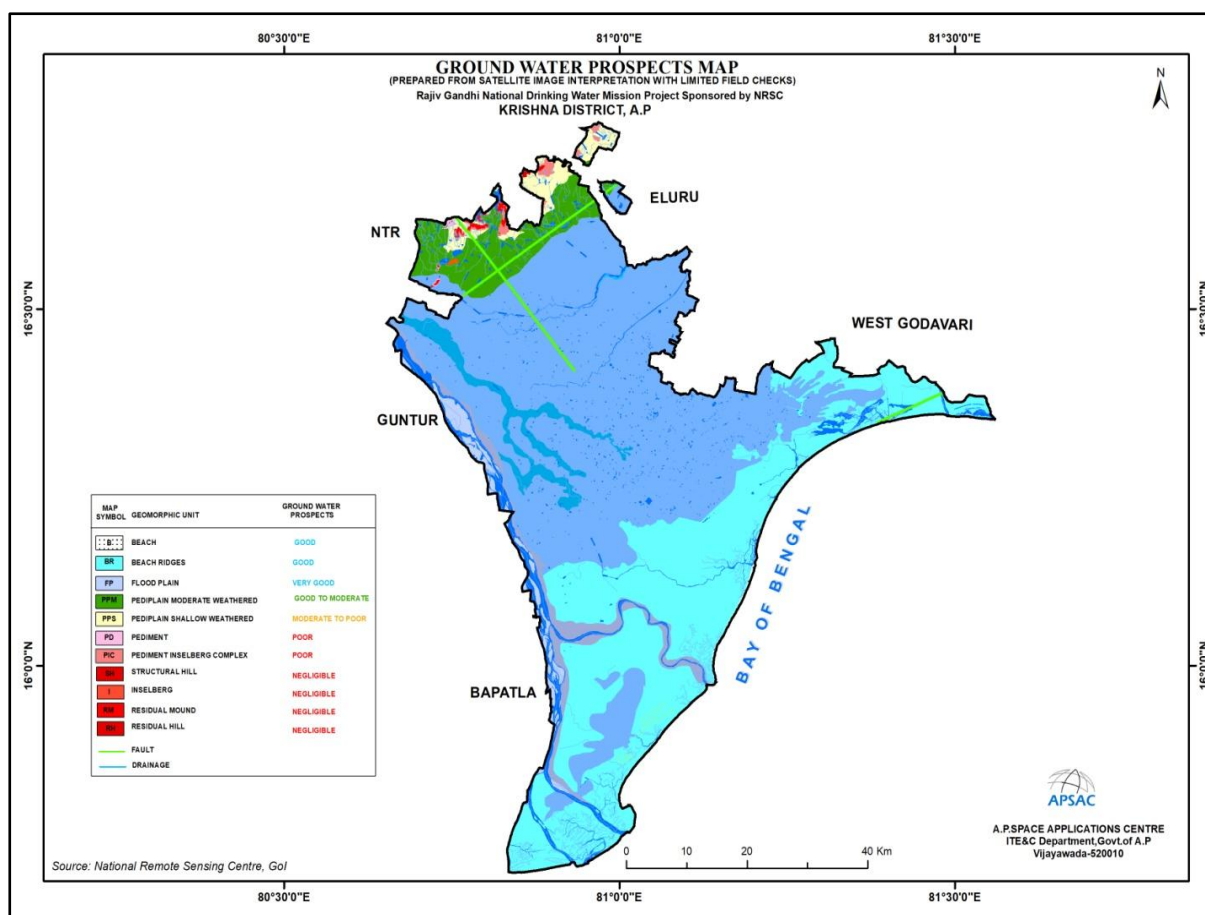 80°30'0"E 81°0'0"E 81°30'0"E
GROUND WATER PROSPECTS MAP
(PREPARED FROM SATELLITE IMAGE INTERPRETATION WITH LIMITED FIELD CHECKS)
Rajiv Gandhi National Drinking Water Mission Project Sponsored by NRSC
KRISHNA DISTRICT, A.P
N
ELURU
NTR
16°30'0"N 16°30'0"N
WEST GODAVARI
GUNTUR
MAP SYMBOL GEOMORPHIC UNIT GROUND WATER PROSPECTS
B BEACH GOOD
BR BEACH RIDGES GOOD
FP FLOOD PLAIN VERY GOOD
PPM PEDIPLAIN MODERATE WEATHERED GOOD TO MODERATE
PPS PEDIPLAIN SHALLOW WEATHERED MODERATE TO POOR
PD PEDIMENT POOR
PIC PEDIMENT INSELBERG COMPLEX POOR
SH STRUCTURAL HILL NEGLIGIBLE
I INSELBERG NEGLIGIBLE
RM RESIDUAL MOUND NEGLIGIBLE
RH RESIDUAL HILL NEGLIGIBLE
FAULT
DRAINAGE
BAY OF BENGAL
16°0'0"N 16°0'0"N
BAPATLA
APSAC
A.P.SPACE APPLICATIONS CENTRE
ITE&C Department,Govt.of A.P
Vijayawada-520010
0 10 20 40 Km
Source: National Remote Sensing Centre, GoI
80°30'0"E 81°0'0"E 81°30'0"E